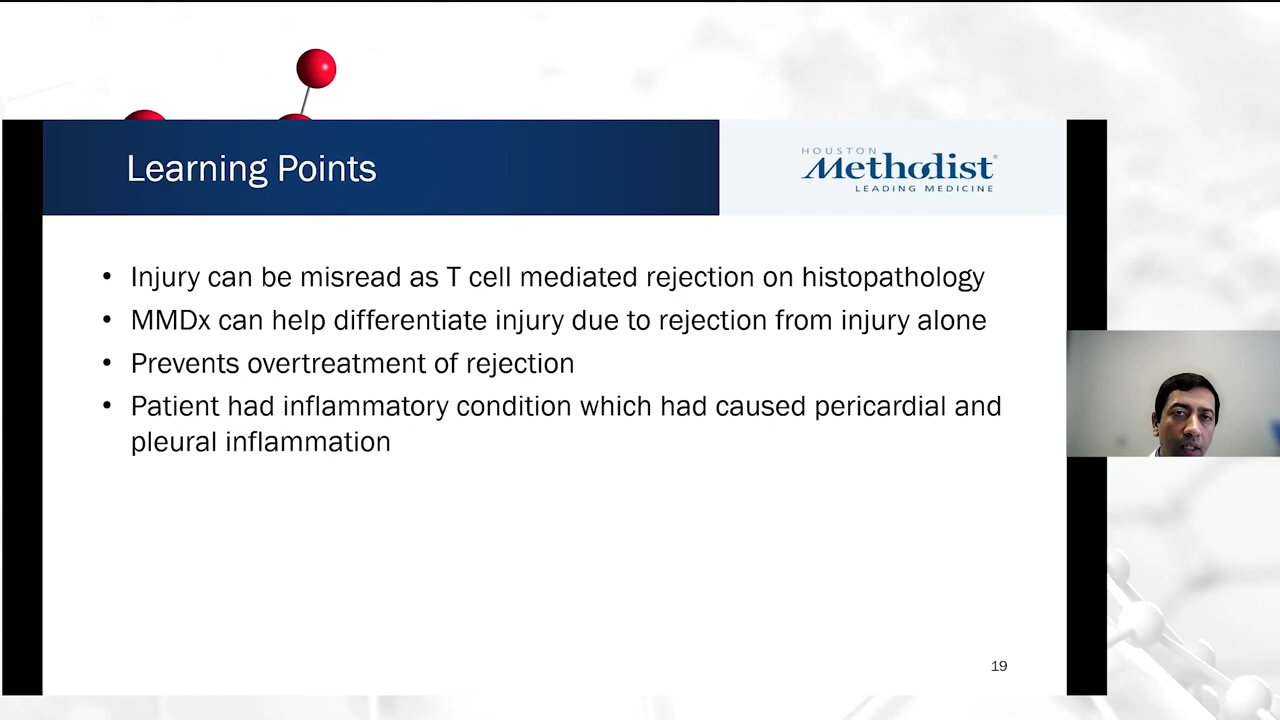 Learning Points
HOUSTON
Methodist®
LEADING MEDICINE
• Injury can be misread as T cell mediated rejection on histopathology
• MMDx can help differentiate injury due to rejection from injury alone
• Prevents overtreatment of rejection
• Patient had inflammatory condition which had caused pericardial and
pleural inflammation
19